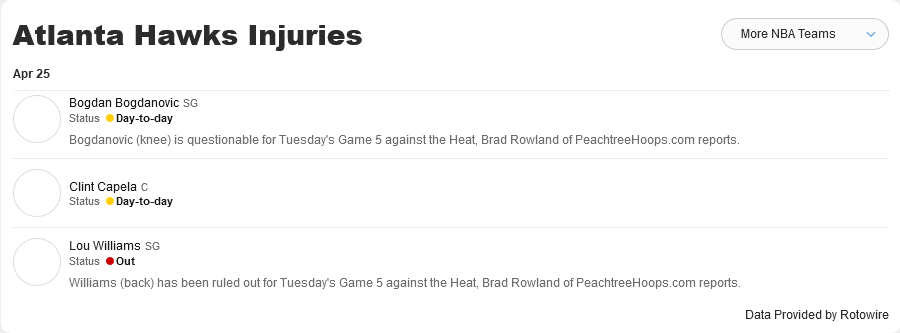 Atlanta Hawks Injuries
More NBA Teams
Apr 25
Bogdan Bogdanovic SG
Status Day-to-day
Bogdanovic (knee) is questionable for Tuesday's Game 5 against the Heat, Brad Rowland of PeachtreeHoops.com reports.
Clint Capela C
Status Day-to-day
Lou Williams SG
Status Out
Williams (back) has been ruled out for Tuesday's Game 5 against the Heat, Brad Rowland of PeachtreeHoops.com reports.
Data Provided by Rotowire